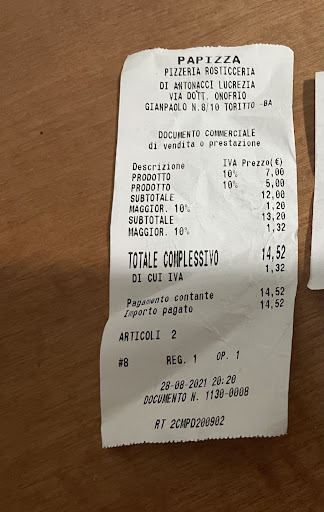 PAPIZZA
PIZZERIA ROSTICCERIA
DI ANTONACCI LUCREZIA
VIA DOTT. ONOFRIO
GIANPAOLO N.8/10 TORITTO -BA
DOCUMENTO COMMERCIALE
di vendita o prestazione
Descrizione IVA Prezzo(€)
PRODOTTO 10% 7,00
PRODOTTO 10% 5,00
SUBTOTALE 12,00
MAGGIOR. 10% 1,20
SUBTOTALE 13,20
MAGGIOR. 10% 1,32
TOTALE COMPLESSIVO 14,52
DI CUI IVA 1,32
Pagamento contante 14,52
Importo pagato 14,52
ARTICOLI 2
#8 REG. 1 OP. 1
28-08-2021 20:20
DOCUMENTO N. 1130-0008
RT 2CMPD200902